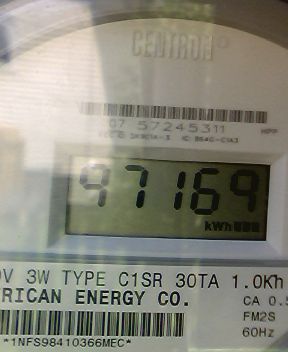 CENTRON
07 57245311
97169
kWh
0V 3W TYPE C1SR 30TA 1.0Kh
RICAN ENERGY CO.
CA 0.5
FM2S
60Hz
*1NFS98410366MEC*